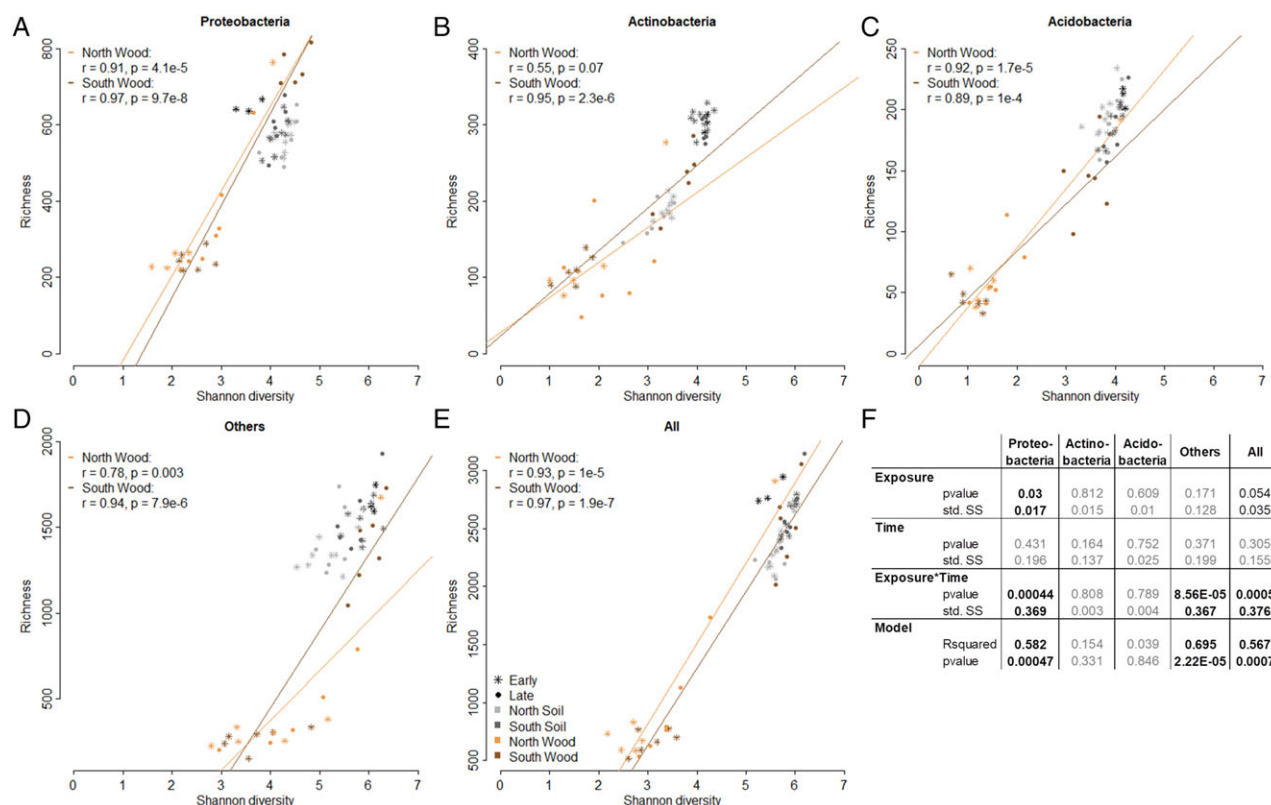 A
Proteobacteria
North Wood:
r = 0.91, p = 4.1e-5
South Wood:
r = 0.97, p = 9.7e-8
Richness
0
200
400
600
800
0 1 2 3 4 5 6 7
Shannon diversity
B
Actinobacteria
North Wood:
r = 0.55, p = 0.07
South Wood:
r = 0.95, p = 2.3e-6
Richness
0
100
200
300
400
0 1 2 3 4 5 6 7
Shannon diversity
C
Acidobacteria
North Wood:
r = 0.92, p = 1.7e-5
South Wood:
r = 0.89, p = 1e-4
Richness
0
50
100
150
200
250
0 1 2 3 4 5 6 7
Shannon diversity
D
Others
North Wood:
r = 0.78, p = 0.003
South Wood:
r = 0.94, p = 7.9e-6
Richness
500
1000
1500
2000
0 1 2 3 4 5 6 7
Shannon diversity
E
All
North Wood:
r = 0.93, p = 1e-5
South Wood:
r = 0.97, p = 1.9e-7
Richness
500
1000
1500
2000
2500
3000
Early
Late
North Soil
South Soil
North Wood
South Wood
0 1 2 3 4 5 6 7
Shannon diversity
F
Proteo- Actino- Acido- Others All
bacteria bacteria bacteria
Exposure
pvalue 0.03 0.812 0.609 0.171 0.054
std. SS 0.017 0.015 0.01 0.128 0.035
Time
pvalue 0.431 0.164 0.752 0.371 0.305
std. SS 0.196 0.137 0.025 0.199 0.155
Exposure*Time
pvalue 0.00044 0.808 0.789 8.56E-05 0.0005
std. SS 0.369 0.003 0.004 0.367 0.376
Model
Rsquared 0.582 0.154 0.039 0.695 0.567
pvalue 0.00047 0.331 0.846 2.22E-05 0.0007